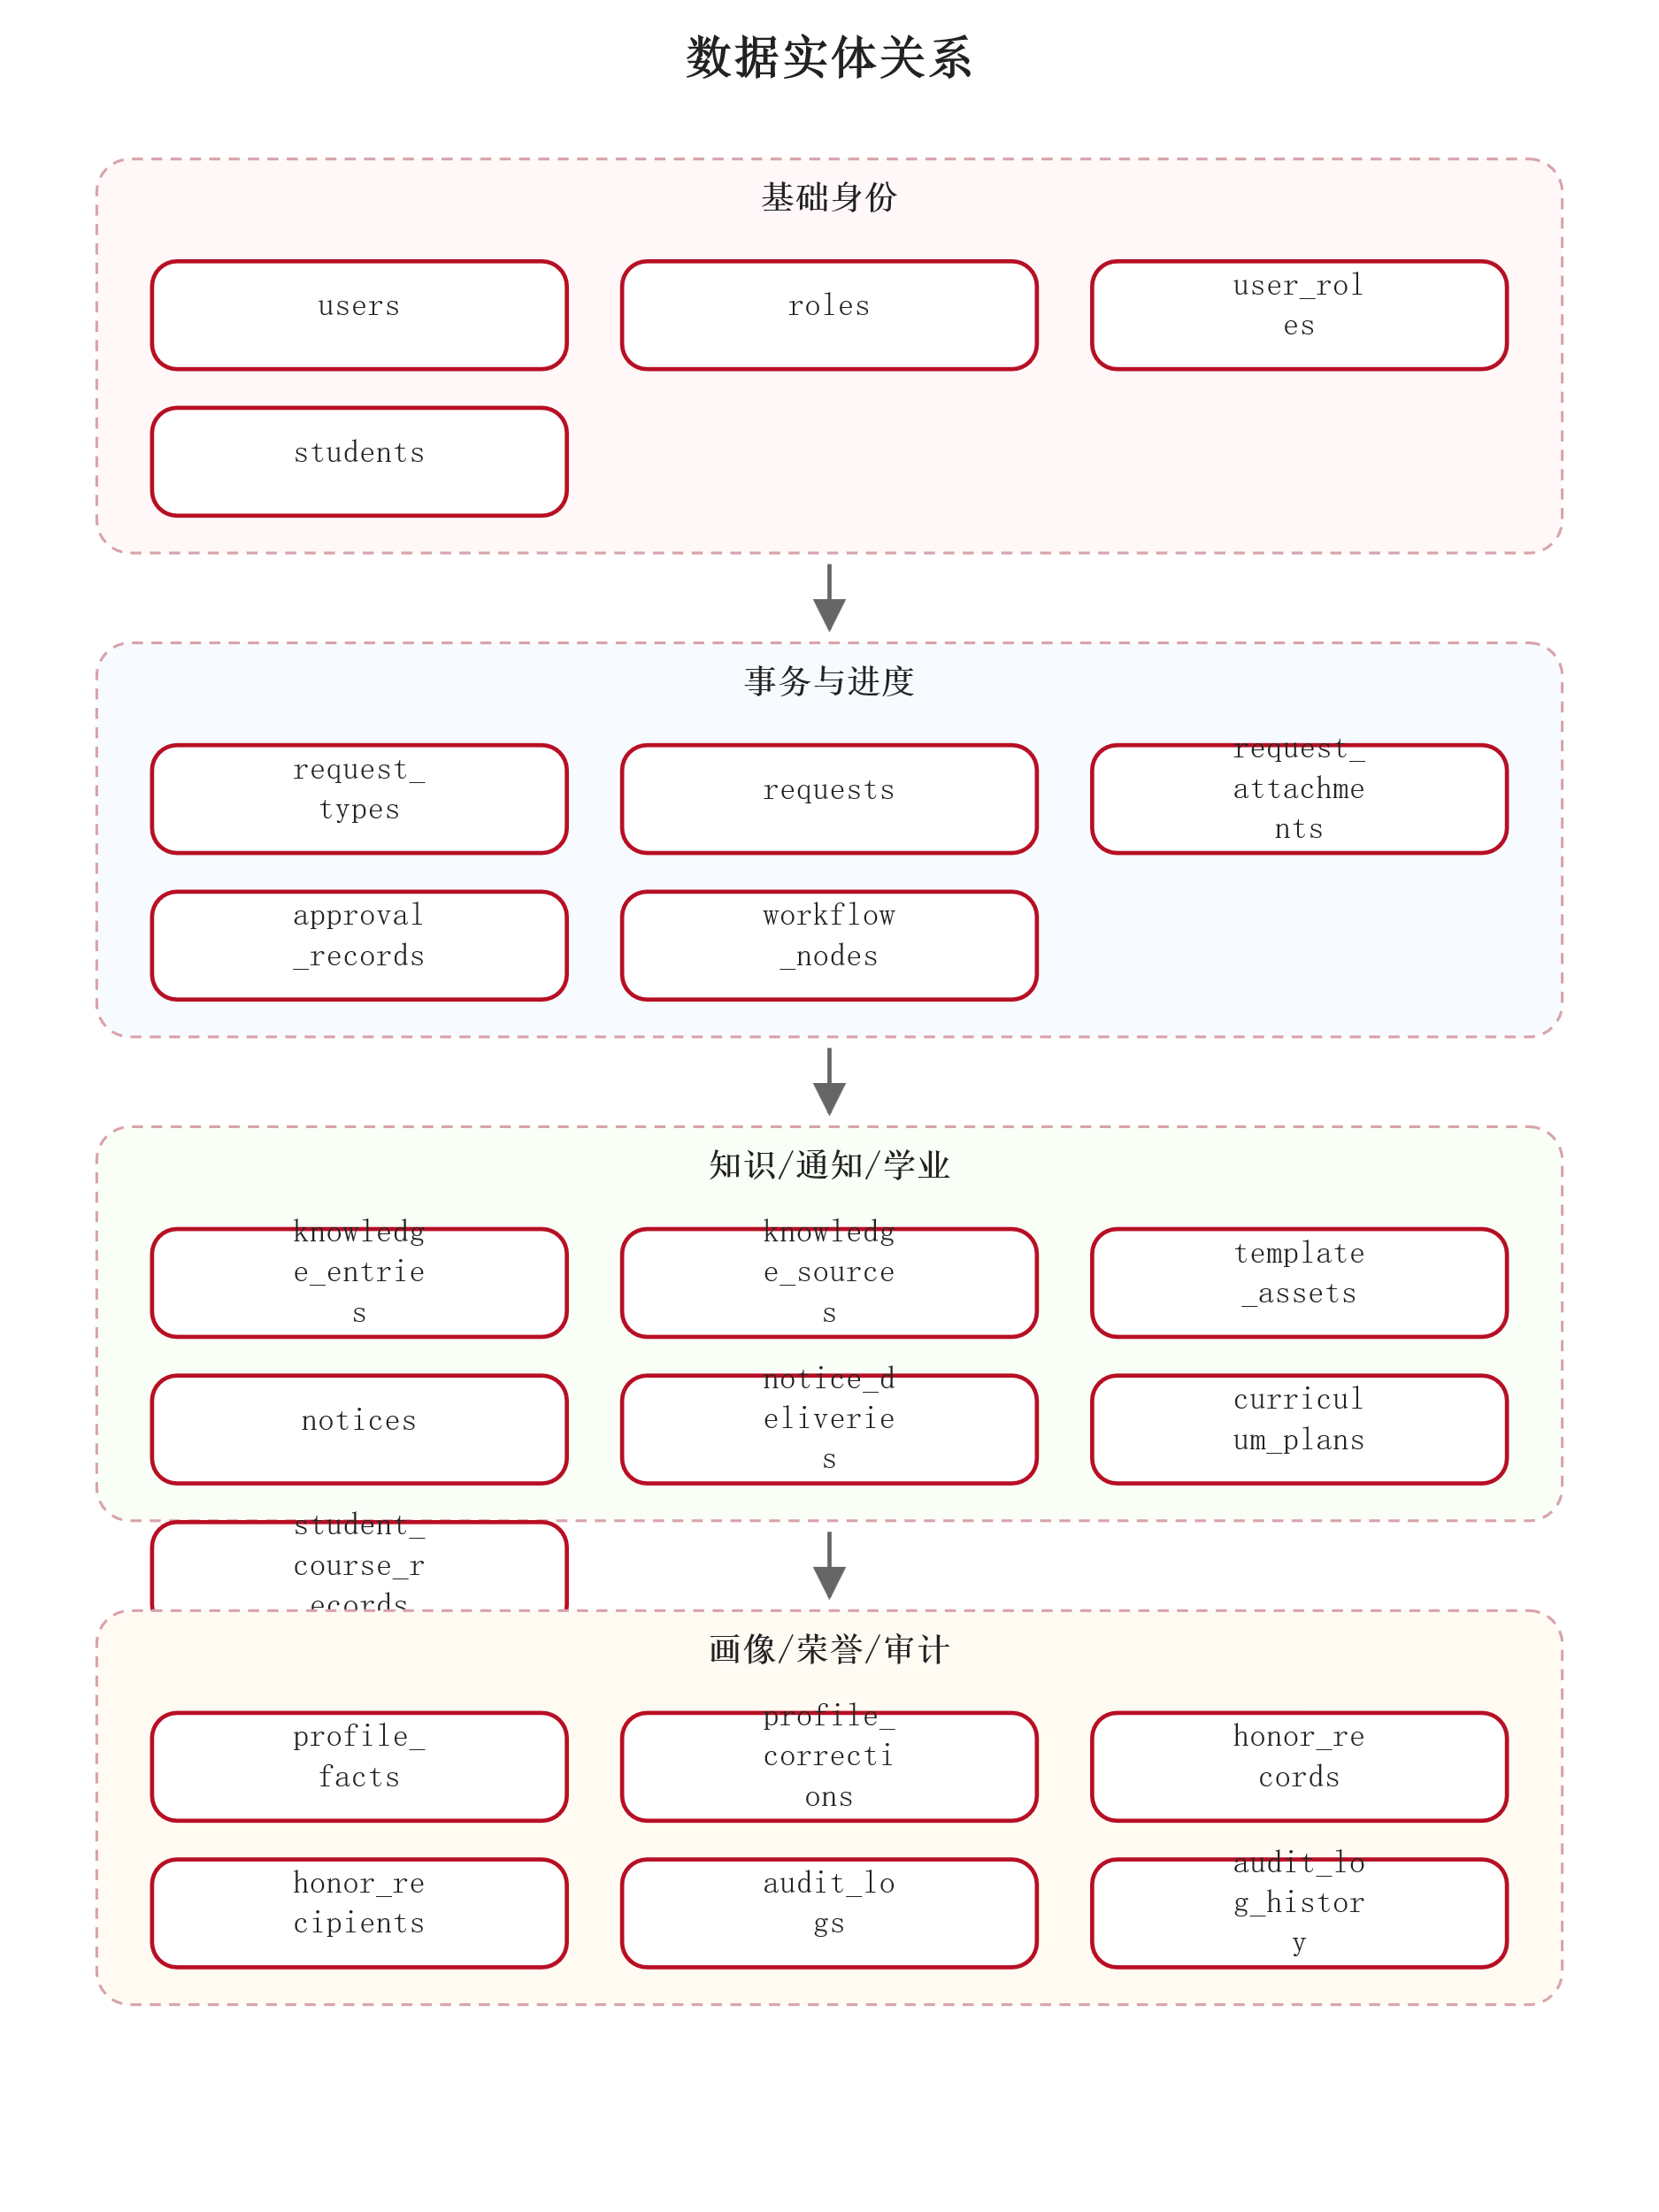 数据实体关系
基础身份
users
roles
user_rol
es
students
事务与进度
request_
types
requests
request_
attachme
nts
approval
_records
workflow
_nodes
知识/通知/学业
knowledg
e_entrie
s
knowledg
e_source
s
template
_assets
notices
notice_d
eliverie
s
curricul
um_plans
student_
course_r
ecords
画像/荣誉/审计
profile_
facts
profile_
correcti
ons
honor_re
cords
honor_re
cipients
audit_lo
gs
audit_lo
g_histor
y